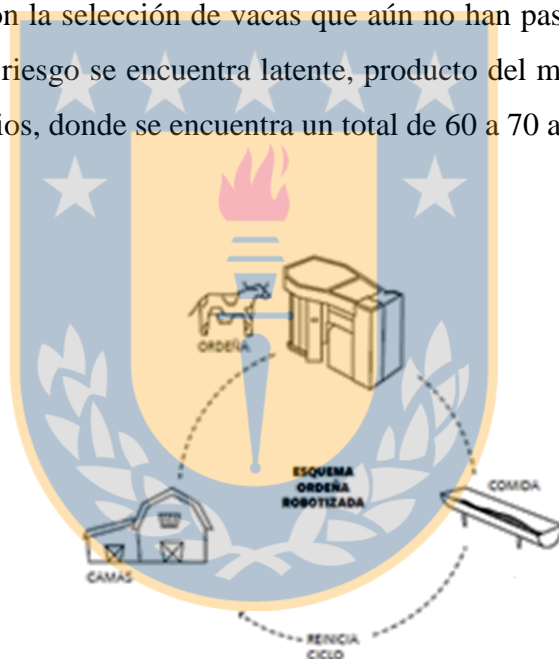 on la selección de vacas que aún no han pas
riesgo se encuentra latente, producto del m
ios, donde se encuentra un total de 60 a 70 a
ORDEÑA
ESQUEMA
ORDEÑA
ROBOTIZADA
COMIDA
CAMAS
REINICIA
CICLO